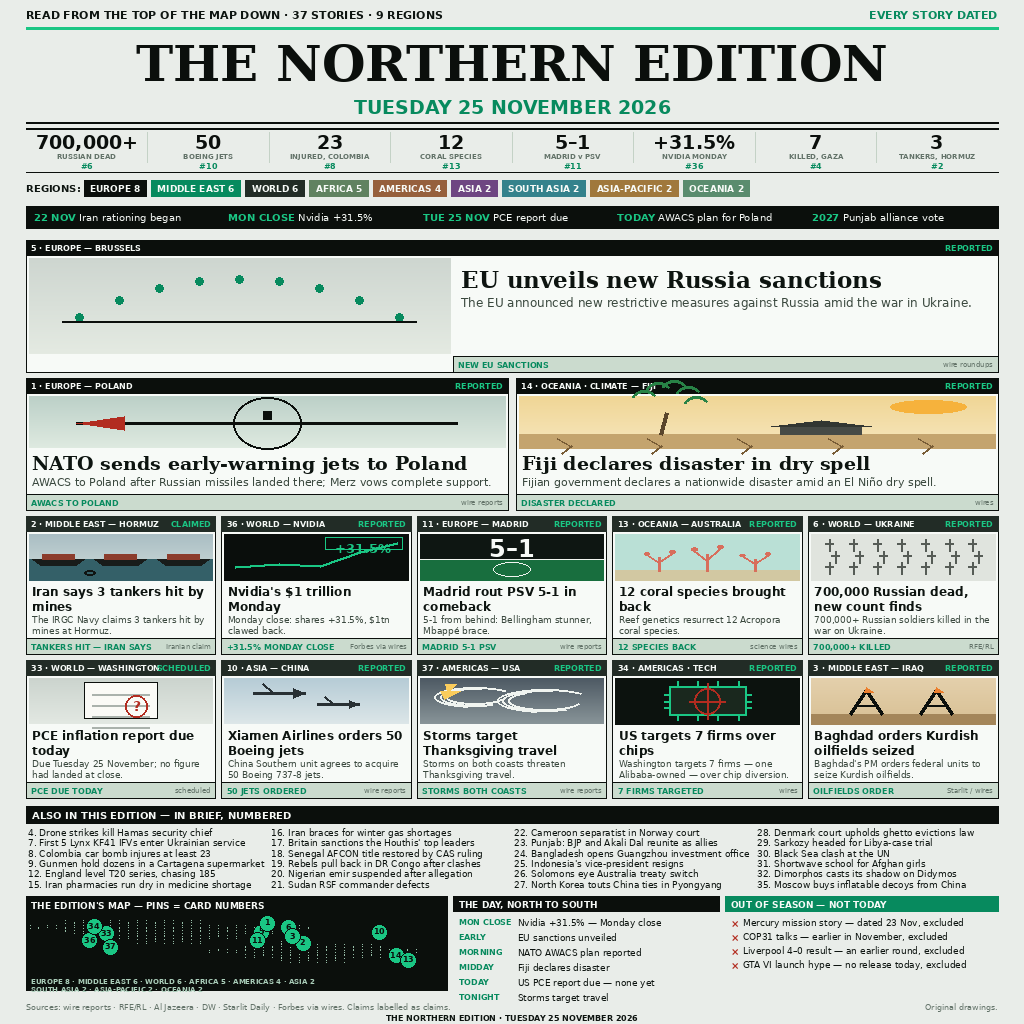 READ FROM THE TOP OF THE MAP DOWN · 37 STORIES · 9 REGIONS
EVERY STORY DATED
THE NORTHERN EDITION
TUESDAY 25 NOVEMBER 2026
700,000+
RUSSIAN DEAD
#6
50
BOEING JETS
#10
23
INJURED, COLOMBIA
#8
12
CORAL SPECIES
#13
5–1
MADRID v PSV
#11
+31.5%
NVIDIA MONDAY
#36
7
KILLED, GAZA
#4
3
TANKERS, HORMUZ
#2
REGIONS: EUROPE 8 MIDDLE EAST 6 WORLD 6 AFRICA 5 AMERICAS 4 ASIA 2 SOUTH ASIA 2 ASIA-PACIFIC 2 OCEANIA 2
22 NOV Iran rationing began MON CLOSE Nvidia +31.5% TUE 25 NOV PCE report due TODAY AWACS plan for Poland 2027 Punjab alliance vote
5 · EUROPE — BRUSSELS REPORTED
EU unveils new Russia sanctions
The EU announced new restrictive measures against Russia amid the war in Ukraine.
NEW EU SANCTIONS wire roundups
1 · EUROPE — POLAND REPORTED
NATO sends early-warning jets to Poland
AWACS to Poland after Russian missiles landed there; Merz vows complete support.
AWACS TO POLAND wire reports
14 · OCEANIA · CLIMATE — FIJI REPORTED
Fiji declares disaster in dry spell
Fijian government declares a nationwide disaster amid an El Niño dry spell.
DISASTER DECLARED wires
2 · MIDDLE EAST — HORMUZ CLAIMED
Iran says 3 tankers hit by
mines
The IRGC Navy claims 3 tankers hit by
mines at Hormuz.
TANKERS HIT — IRAN SAYS Iranian claim
36 · WORLD — NVIDIA REPORTED
+31.5%
Nvidia's $1 trillion
Monday
Monday close: shares +31.5%, $1tn
clawed back.
+31.5% MONDAY CLOSE Forbes via wires
11 · EUROPE — MADRID REPORTED
5–1
Madrid rout PSV 5-1 in
comeback
5-1 from behind: Bellingham stunner,
Mbappé brace.
MADRID 5-1 PSV wire reports
13 · OCEANIA — AUSTRALIA REPORTED
12 coral species brought
back
Reef genetics resurrect 12 Acropora
coral species.
12 SPECIES BACK science wires
6 · WORLD — UKRAINE REPORTED
700,000 Russian dead,
new count finds
700,000+ Russian soldiers killed in the
war on Ukraine.
700,000+ KILLED RFE/RL
33 · WORLD — WASHINGTON SCHEDULED
?
PCE inflation report due
today
Due Tuesday 25 November; no figure
had landed at close.
PCE DUE TODAY scheduled
10 · ASIA — CHINA REPORTED
Xiamen Airlines orders 50
Boeing jets
China Southern unit agrees to acquire
50 Boeing 737-8 jets.
50 JETS ORDERED wire reports
37 · AMERICAS — USA REPORTED
Storms target
Thanksgiving travel
Storms on both coasts threaten
Thanksgiving travel.
STORMS BOTH COASTS wire reports
34 · AMERICAS · TECH REPORTED
US targets 7 firms over
chips
Washington targets 7 firms — one
Alibaba-owned — over chip diversion.
7 FIRMS TARGETED wires
3 · MIDDLE EAST — IRAQ REPORTED
Baghdad orders Kurdish
oilfields seized
Baghdad's PM orders federal units to
seize Kurdish oilfields.
OILFIELDS ORDER Starlit / wires
ALSO IN THIS EDITION — IN BRIEF, NUMBERED
4. Drone strikes kill Hamas security chief
7. First 5 Lynx KF41 IFVs enter Ukrainian service
8. Colombia car bomb injures at least 23
9. Gunmen hold dozens in a Cartagena supermarket
12. England level T20 series, chasing 185
15. Iran pharmacies run dry in medicine shortage
16. Iran braces for winter gas shortages
17. Britain sanctions the Houthis' top leaders
18. Senegal AFCON title restored by CAS ruling
19. Rebels pull back in DR Congo after clashes
20. Nigerian emir suspended after allegation
21. Sudan RSF commander defects
22. Cameroon separatist in Norway court
23. Punjab: BJP and Akali Dal reunite as allies
24. Bangladesh opens Guangzhou investment office
25. Indonesia's vice-president resigns
26. Solomons eye Australia treaty switch
27. North Korea touts China ties in Pyongyang
28. Denmark court upholds ghetto evictions law
29. Sarkozy headed for Libya-case trial
30. Black Sea clash at the UN
31. Shortwave school for Afghan girls
32. Dimorphos casts its shadow on Didymos
35. Moscow buys inflatable decoys from China
THE EDITION'S MAP — PINS = CARD NUMBERS
34 33 36 37 1 6 11 3 2 10 14 13
EUROPE 8 · MIDDLE EAST 6 · WORLD 6 · AFRICA 5 · AMERICAS 4 · ASIA 2
SOUTH ASIA 2 · ASIA-PACIFIC 2 · OCEANIA 2
THE DAY, NORTH TO SOUTH
MON CLOSE Nvidia +31.5% — Monday close
EARLY EU sanctions unveiled
MORNING NATO AWACS plan reported
MIDDAY Fiji declares disaster
TODAY US PCE report due — none yet
TONIGHT Storms target travel
OUT OF SEASON — NOT TODAY
× Mercury mission story — dated 23 Nov, excluded
× COP31 talks — earlier in November, excluded
× Liverpool 4–0 result — an earlier round, excluded
× GTA VI launch hype — no release today, excluded
Sources: wire reports · RFE/RL · Al Jazeera · DW · Starlit Daily · Forbes via wires. Claims labelled as claims.
Original drawings.
THE NORTHERN EDITION · TUESDAY 25 NOVEMBER 2026